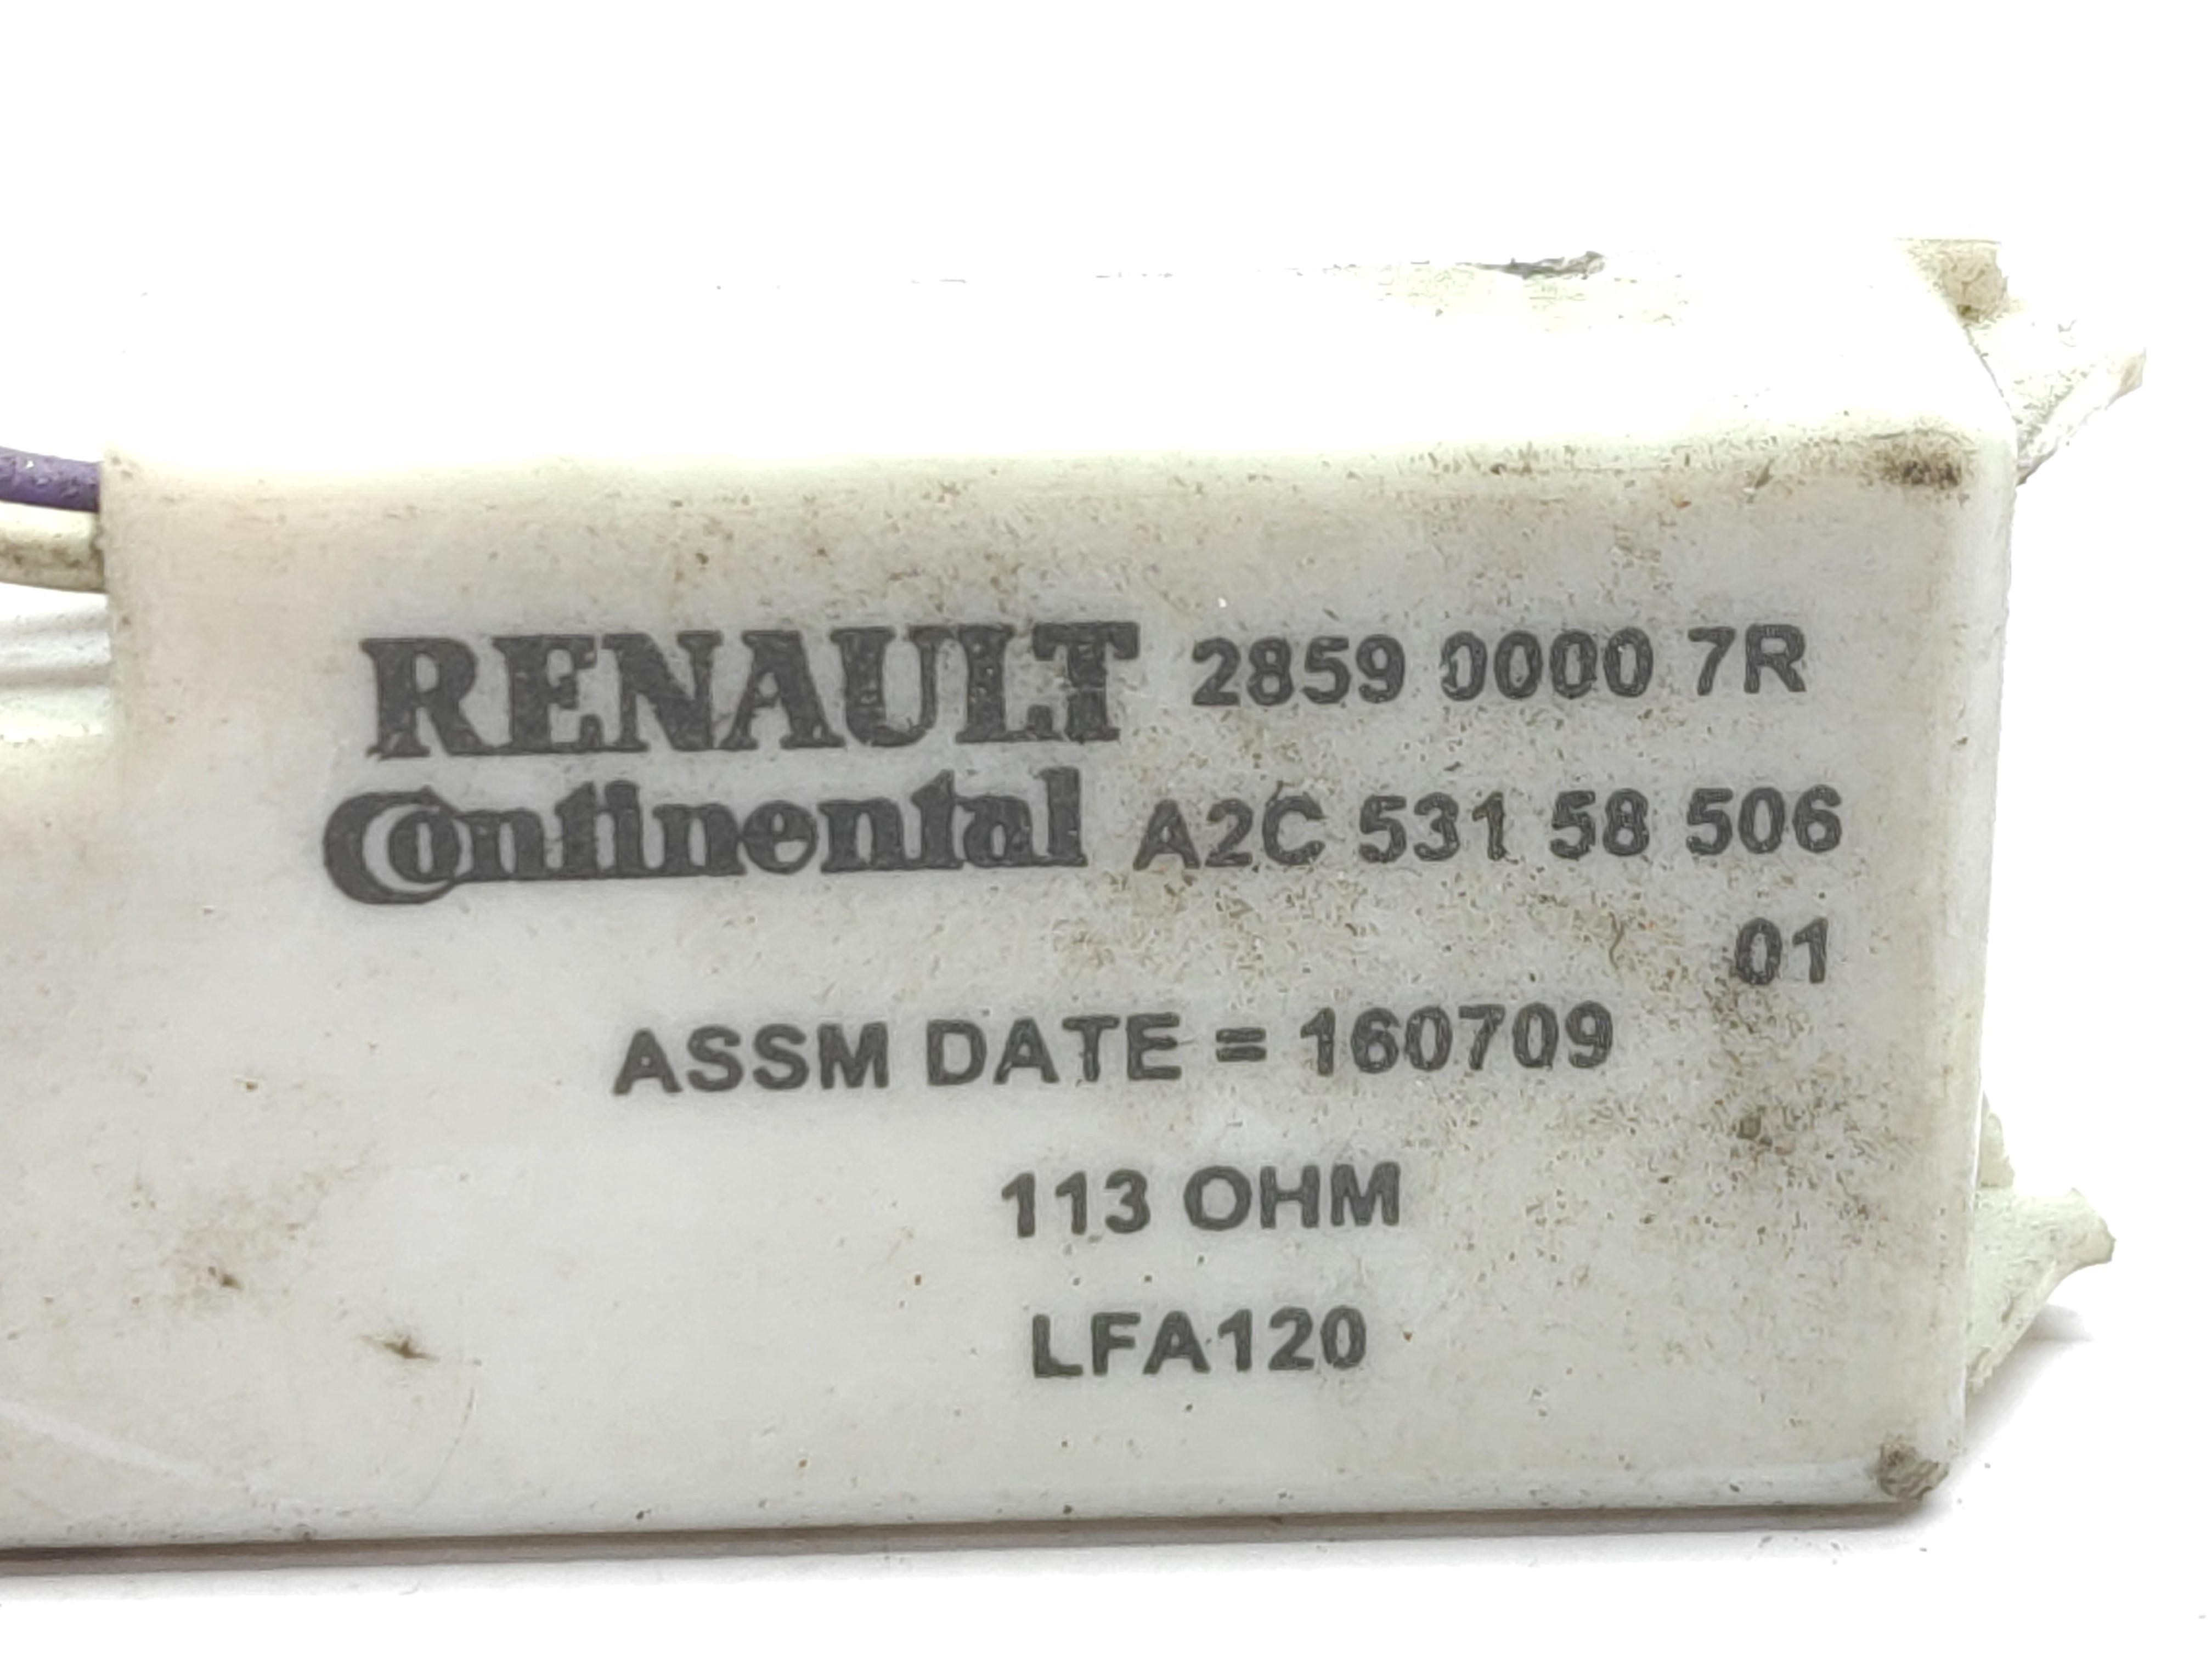 RENAULT 2859 0000 7R
Continental A2C 531 58 506
01
ASSM DATE = 160709
113 OHM
LFA120